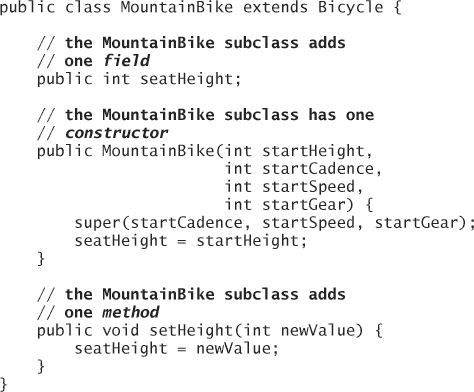 public class MountainBike extends Bicycle {
// the MountainBike subclass adds
// one field
public int seatHeight;
// the MountainBike subclass has one
// constructor
public MountainBike(int startHeight,
int startCadence,
int startSpeed,
int startGear) {
super(startCadence, startSpeed, startGear);
seatHeight = startHeight;
}
// the MountainBike subclass adds
// one method
public void setHeight(int newValue) {
seatHeight = newValue;
}
}